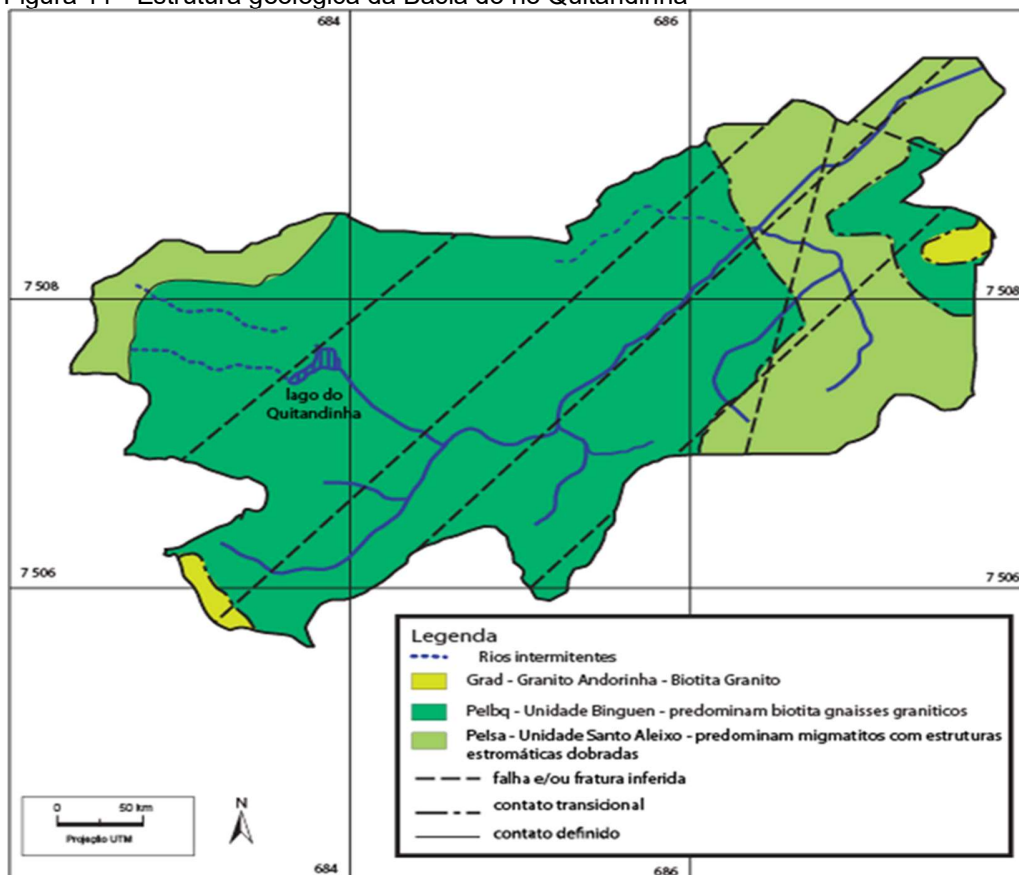 Figura 11 - Estrutura geológica da Bacia do rio Quitandinha
684
686
7 508
7 508
lago do
Quitandinha
7 506
7 506
Legenda
Rios intermitentes
Grad - Granito Andorinha - Biotita Granito
PeIbq - Unidade Binguen - predominam biotita gnaisses graniticos
PeIsa - Unidade Santo Aleixo - predominam migmatitos com estruturas
estromáticas dobradas
falha e/ou fratura inferida
contato transicional
contato definido
0 50 km
Projeção UTM
N
684
686